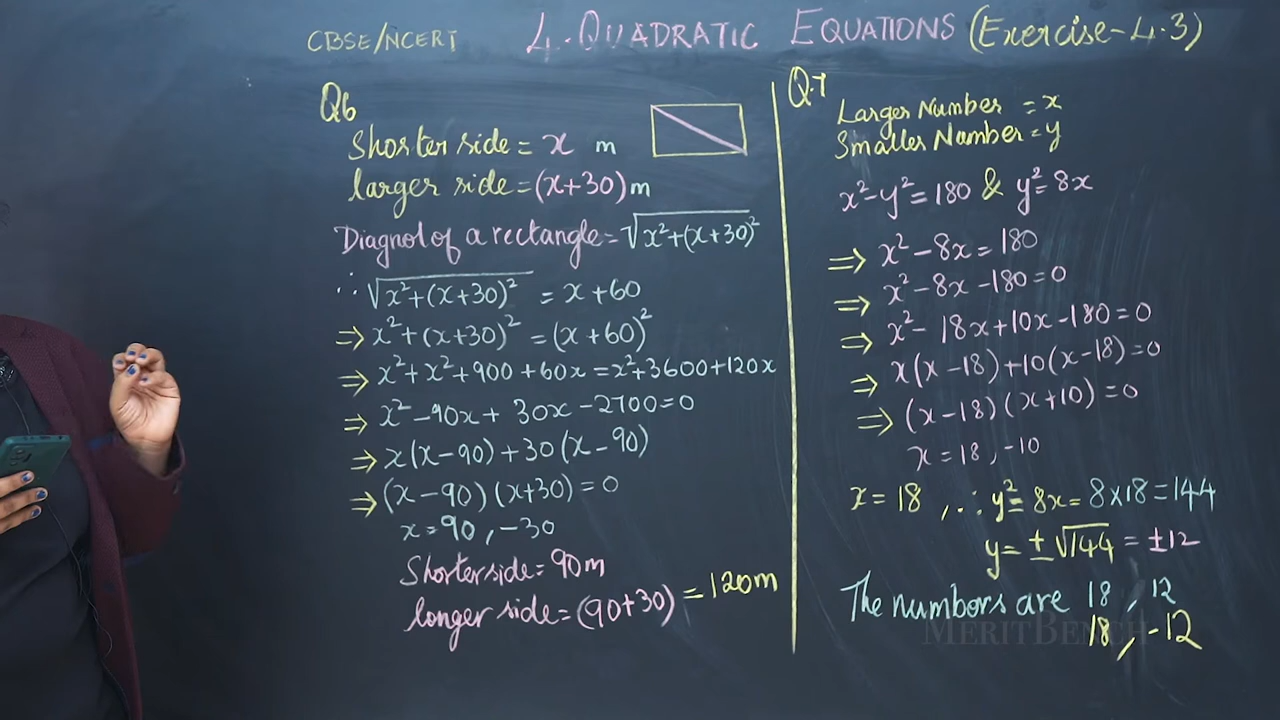 CBSE/NCERT 4. QUADRATIC EQUATIONS (Exercise-4.3)
Q6
Shorter side = x m
larger side = (x+30) m
Diagnol of a rectangle = √x²+(x+30)²
∴ √x²+(x+30)² = x+60
⇒ x²+(x+30)² = (x+60)²
⇒ x²+x²+900+60x=x²+3600+120x
⇒ x²-90x+30x-2700=0
⇒ x(x-90)+30(x-90)
⇒ (x-90)(x+30)=0
x=90,-30
Shorter side=90m
longer side=(90+30) =120m
Q.7
Larger Number = x
Smaller Number = y
x²-y²=180 & y²=8x
⇒ x²-8x=180
⇒ x²-8x-180=0
⇒ x²-18x+10x-180=0
⇒ x(x-18)+10(x-18)=0
⇒ (x-18)(x+10)=0
x=18,-10
x=18, ∴ y²=8x=8×18=144
y=±√144=±12
The numbers are 18, 12
18, -12
MERITBENCH